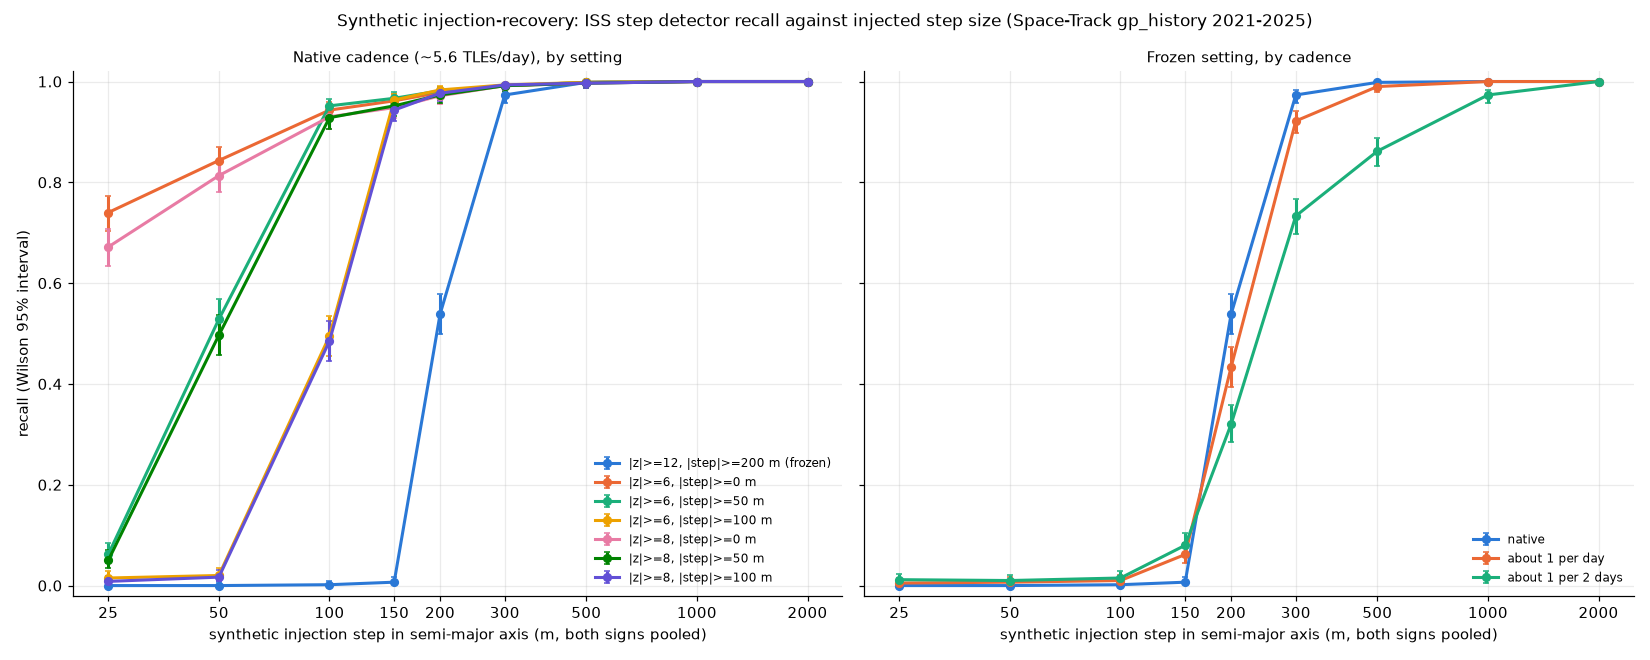 Synthetic injection-recovery: ISS step detector recall against injected step size (Space-Track gp_history 2021-2025)
Native cadence (~5.6 TLEs/day), by setting
recall (Wilson 95% interval)
1.0
0.8
0.6
0.4
0.2
0.0
|z|>=12, |step|>=200 m (frozen)
|z|>=6, |step|>=0 m
|z|>=6, |step|>=50 m
|z|>=6, |step|>=100 m
|z|>=8, |step|>=0 m
|z|>=8, |step|>=50 m
|z|>=8, |step|>=100 m
25 50 100 150 200 300 500 1000 2000
synthetic injection step in semi-major axis (m, both signs pooled)
Frozen setting, by cadence
native
about 1 per day
about 1 per 2 days
25 50 100 150 200 300 500 1000 2000
synthetic injection step in semi-major axis (m, both signs pooled)